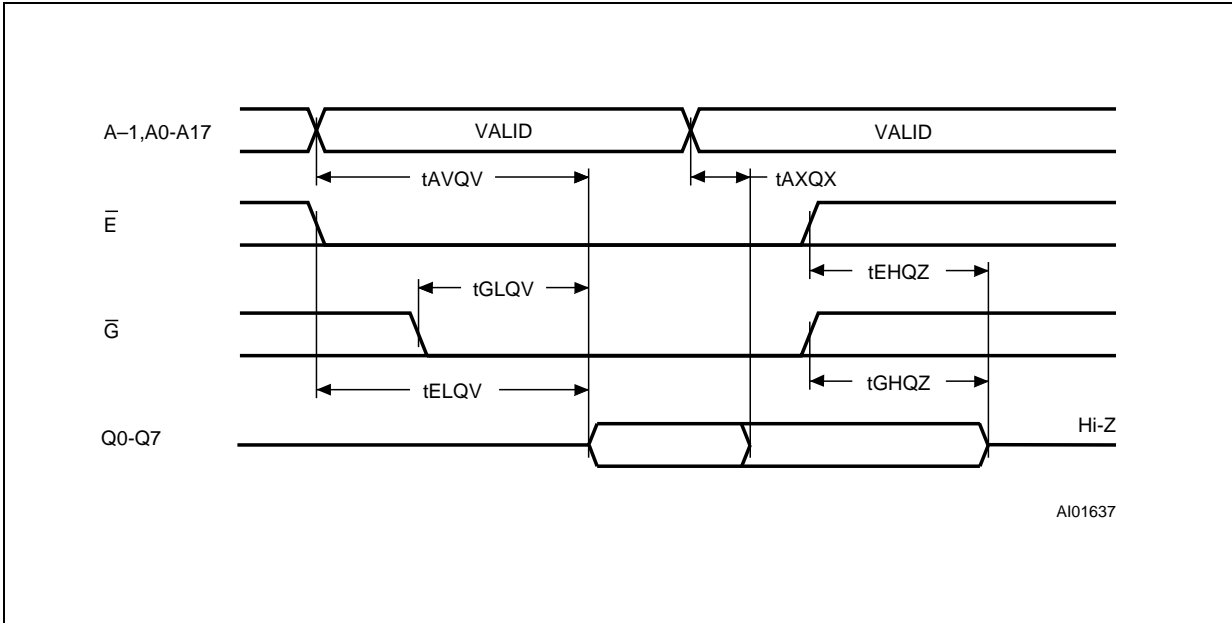 A–1,A0-A17
VALID
VALID
tAVQV
tAXQX
E̅
tEHQZ
tGLQV
G̅
tELQV
tGHQZ
Q0-Q7
Hi-Z
AI01637